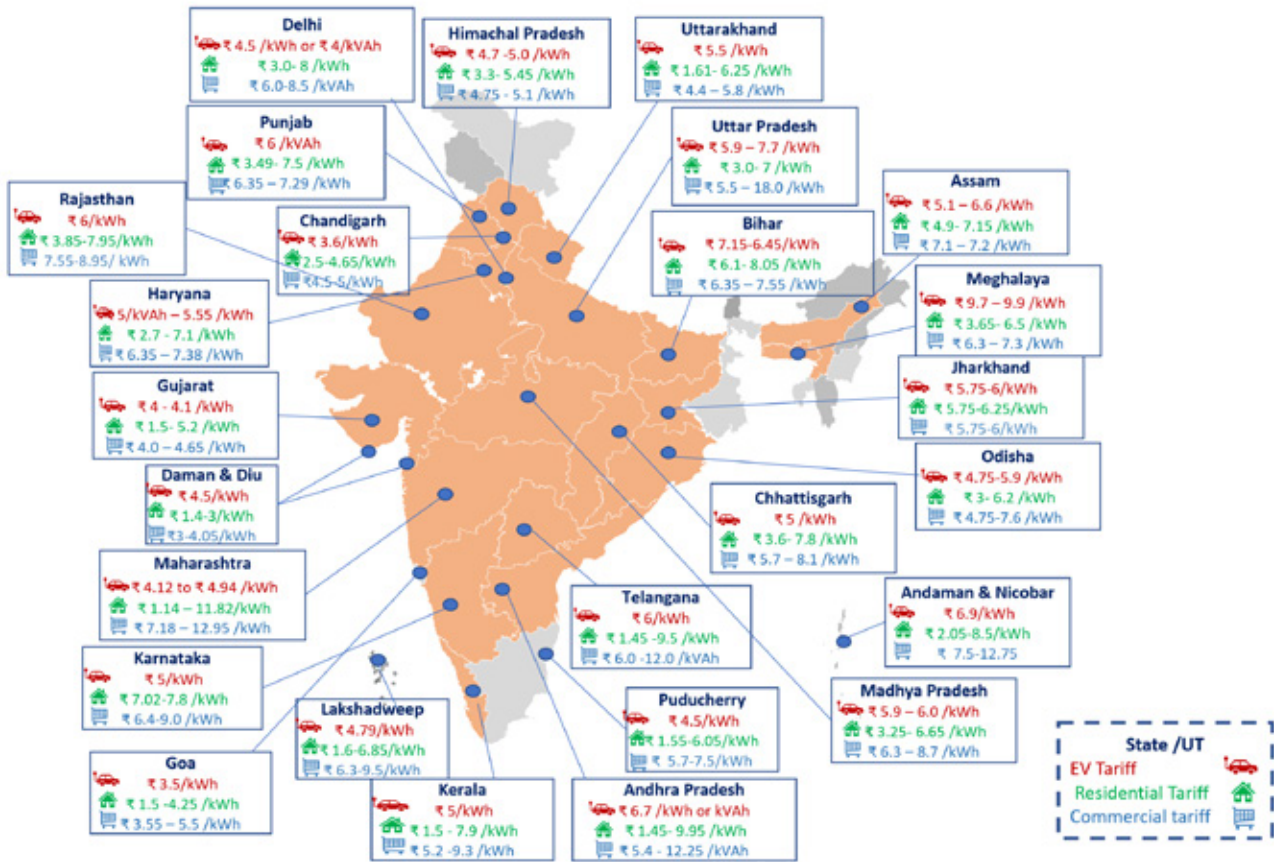 Delhi
₹ 4.5 /kWh or ₹ 4/kVAh
₹ 3.0- 8 /kWh
₹ 6.0-8.5 /kVAh
Himachal Pradesh
₹ 4.7 -5.0 /kWh
₹ 3.3- 5.45 /kWh
₹ 4.75 - 5.1 /kWh
Uttarakhand
₹ 5.5 /kWh
₹ 1.61- 6.25 /kWh
₹ 4.4 – 5.8 /kWh
Punjab
₹ 6 /kVAh
₹ 3.49- 7.5 /kWh
₹ 6.35 – 7.29 /kWh
Uttar Pradesh
₹ 5.9 – 7.7 /kWh
₹ 3.0- 7 /kWh
₹ 5.5 – 18.0 /kWh
Rajasthan
₹ 6/kWh
₹ 3.85-7.95/kWh
7.55-8.95/ kWh
Chandigarh
₹ 3.6/kWh
2.5-4.65/kWh
₹4.5-5/kWh
Bihar
₹ 7.15-6.45/kWh
₹ 6.1- 8.05 /kWh
₹ 6.35 – 7.55 /kWh
Assam
₹ 5.1 – 6.6 /kWh
₹ 4.9- 7.15 /kWh
₹ 7.1 – 7.2 /kWh
Haryana
5/kVAh – 5.55 /kWh
₹ 2.7 - 7.1 /kWh
₹ 6.35 – 7.38 /kWh
Meghalaya
₹ 9.7 – 9.9 /kWh
₹ 3.65- 6.5 /kWh
₹ 6.3 – 7.3 /kWh
Gujarat
₹ 4 - 4.1 /kWh
₹ 1.5- 5.2 /kWh
₹ 4.0 – 4.65 /kWh
Jharkhand
₹ 5.75-6/kWh
₹ 5.75-6.25/kWh
₹ 5.75-6/kWh
Daman & Diu
₹ 4.5/kWh
₹ 1.4-3/kWh
₹3-4.05/kWh
Odisha
₹ 4.75-5.9 /kWh
₹ 3- 6.2 /kWh
₹ 4.75-7.6 /kWh
Chhattisgarh
₹ 5 /kWh
₹ 3.6- 7.8 /kWh
₹ 5.7 – 8.1 /kWh
Maharashtra
₹ 4.12 to ₹ 4.94 /kWh
₹ 1.14 – 11.82/kWh
₹ 7.18 – 12.95 /kWh
Telangana
₹ 6/kWh
₹ 1.45 -9.5 /kWh
₹ 6.0 -12.0 /kVAh
Andaman & Nicobar
₹ 6.9/kWh
₹ 2.05-8.5/kWh
₹ 7.5-12.75
Karnataka
₹ 5/kWh
₹ 7.02-7.8 /kWh
₹ 6.4-9.0 /kWh
Lakshadweep
₹ 4.79/kWh
₹ 1.6-6.85/kWh
₹ 6.3-9.5/kWh
Puducherry
₹ 4.5/kWh
₹ 1.55-6.05/kWh
₹ 5.7-7.5/kWh
Madhya Pradesh
₹ 5.9 – 6.0 /kWh
₹ 3.25- 6.65 /kWh
₹ 6.3 – 8.7 /kWh
Goa
₹ 3.5/kWh
₹ 1.5 -4.25 /kWh
₹ 3.55 – 5.5 /kWh
Kerala
₹ 5/kWh
₹ 1.5 - 7.9 /kWh
₹ 5.2 -9.3 /kWh
Andhra Pradesh
₹ 6.7 /kWh or kVAh
₹ 1.45- 9.95 /kWh
₹ 5.4 - 12.25 /kVAh
State /UT
EV Tariff
Residential Tariff
Commercial tariff